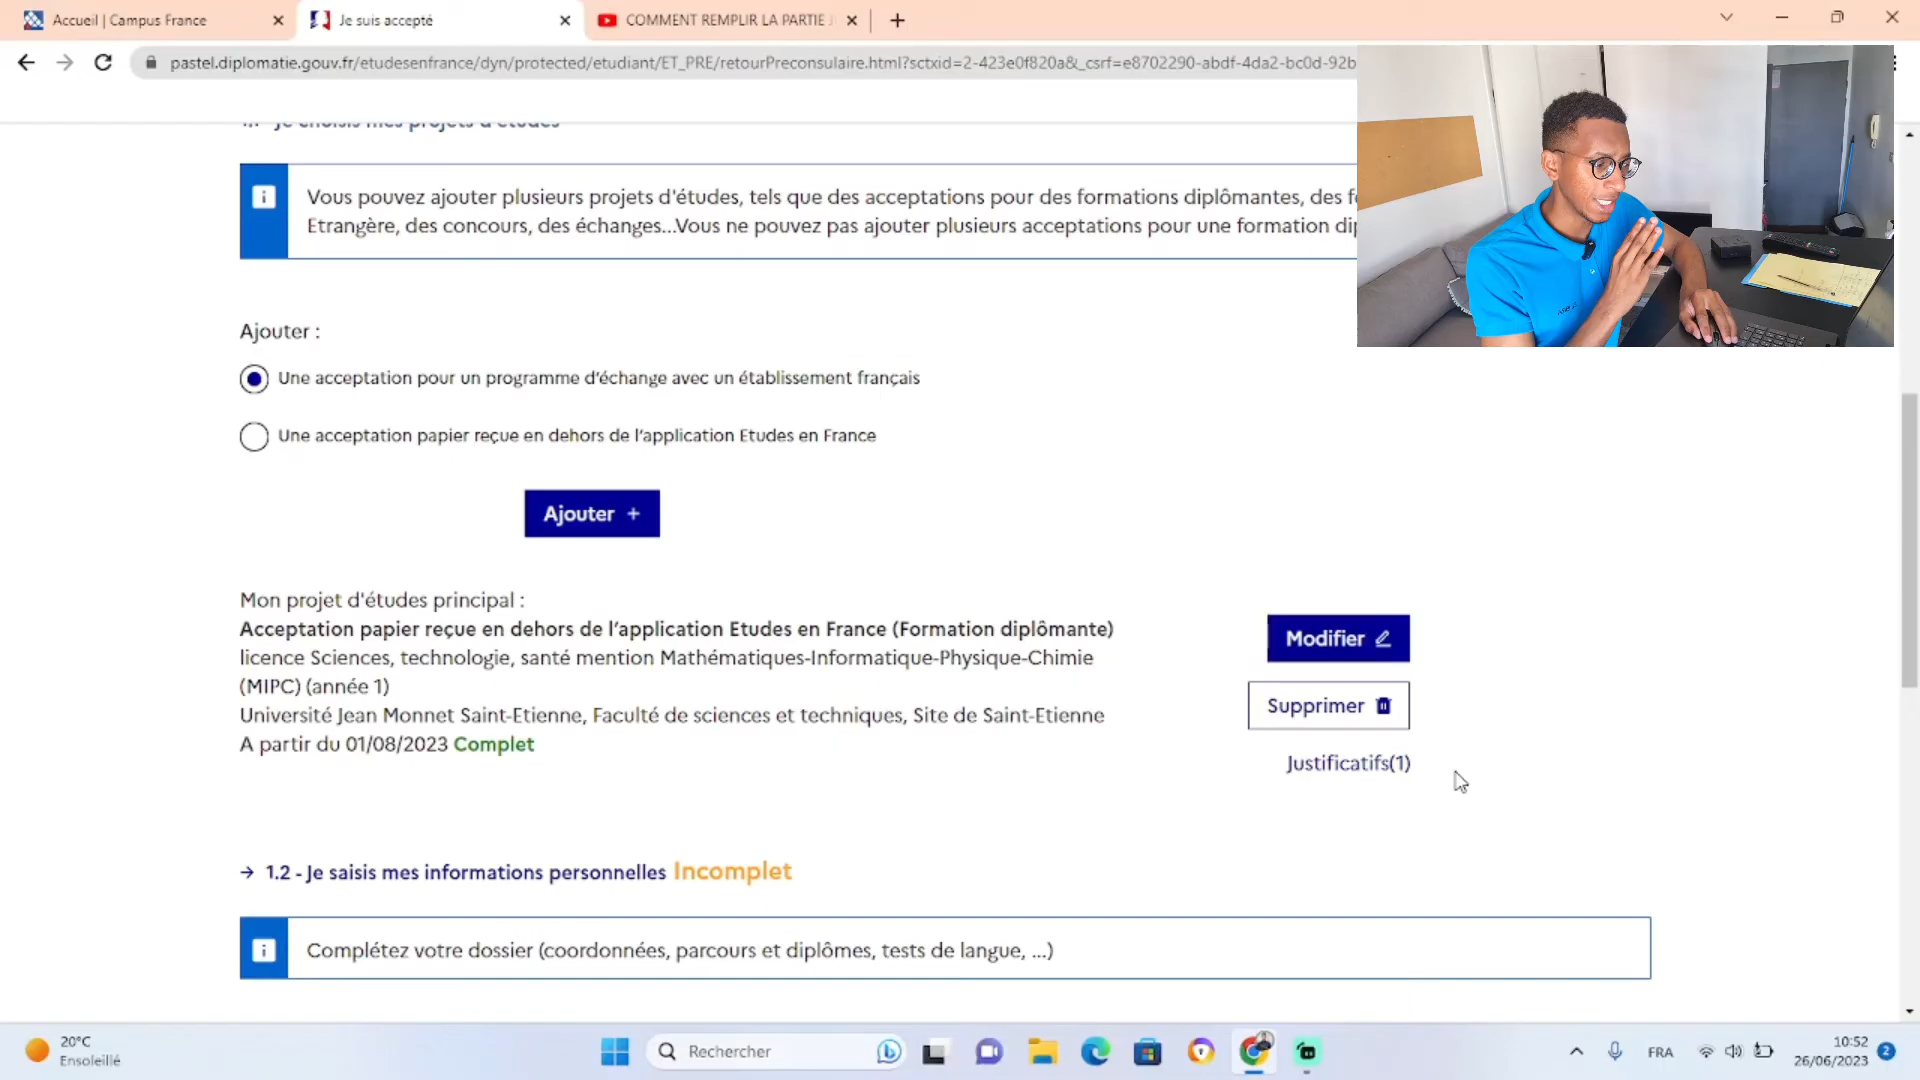 Accueil | Campus France
Je suis accepté
COMMENT REMPLIR LA PARTIE
pastel.diplomatie.gouv.fr/etudesenfrance/dyn/protected/etudiant/ET_PRE/retourPreconsulaire.html?sctxid=2-423e0f820a&_csrf=e8702290-abdf-4da2-bc0d-92b
Je choisis mes projets d'études
Vous pouvez ajouter plusieurs projets d'études, tels que des acceptations pour des formations diplômantes, des f
Etrangère, des concours, des échanges...Vous ne pouvez pas ajouter plusieurs acceptations pour une formation di
Ajouter :
Une acceptation pour un programme d'échange avec un établissement français
Une acceptation papier reçue en dehors de l'application Etudes en France
Ajouter +
Mon projet d'études principal :
Acceptation papier reçue en dehors de l'application Etudes en France (Formation diplômante)
licence Sciences, technologie, santé mention Mathématiques-Informatique-Physique-Chimie
(MIPC) (année 1)
Université Jean Monnet Saint-Etienne, Faculté de sciences et techniques, Site de Saint-Etienne
A partir du 01/08/2023 Complet
Modifier
Supprimer
Justificatifs(1)
→ 1.2 - Je saisis mes informations personnelles Incomplet
Complétez votre dossier (coordonnées, parcours et diplômes, tests de langue, ...)
20°C
Ensoleillé
Rechercher
FRA
10:52
26/06/2023
2